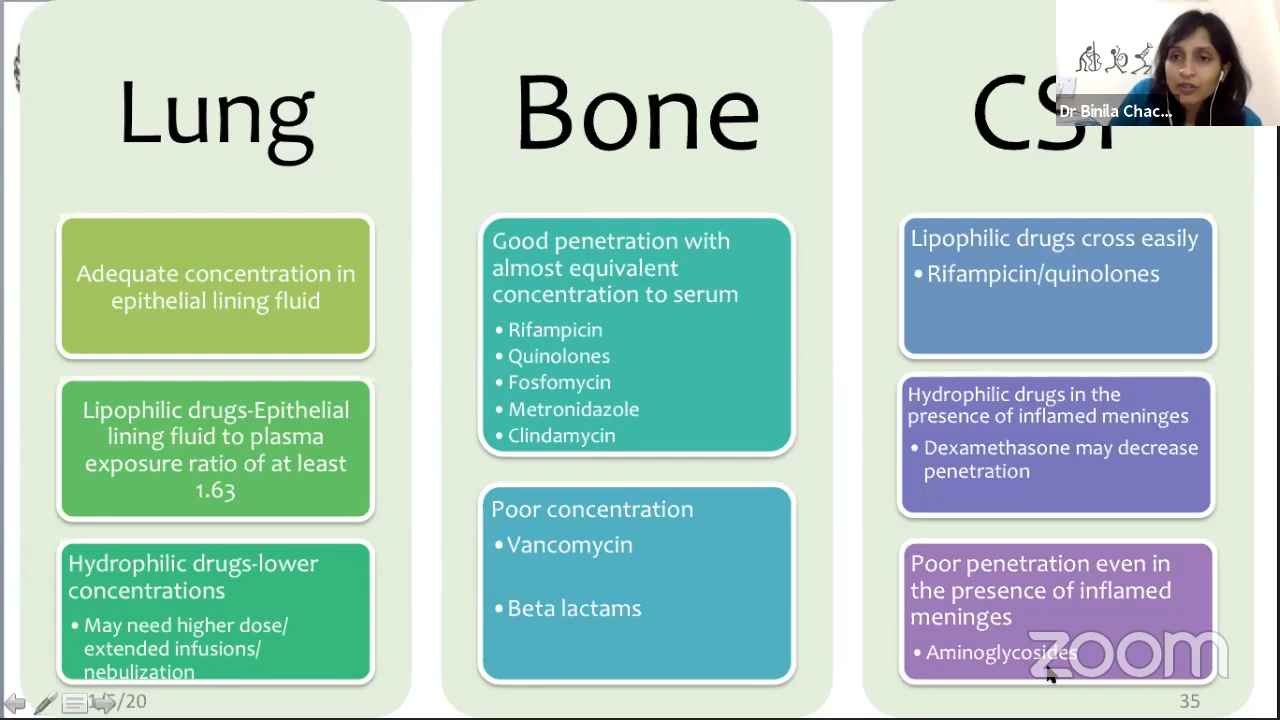 Lung
Adequate concentration in
epithelial lining fluid
Lipophilic drugs-Epithelial
lining fluid to plasma
exposure ratio of at least
1.63
Hydrophilic drugs-lower
concentrations
• May need higher dose/
extended infusions/
nebulization
Bone
Good penetration with
almost equivalent
concentration to serum
• Rifampicin
• Quinolones
• Fosfomycin
• Metronidazole
• Clindamycin
Poor concentration
• Vancomycin
• Beta lactams
CSF
Lipophilic drugs cross easily
• Rifampicin/quinolones
Hydrophilic drugs in the
presence of inflamed meninges
• Dexamethasone may decrease
penetration
Poor penetration even in
the presence of inflamed
meninges
• Aminoglycosides
Dr Binila Chac...
zoom
/20
35